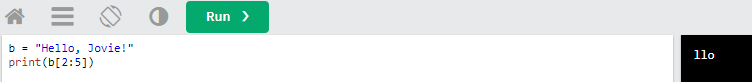 Run ❯
b = "Hello, Jovie!"
print(b[2:5])
llo